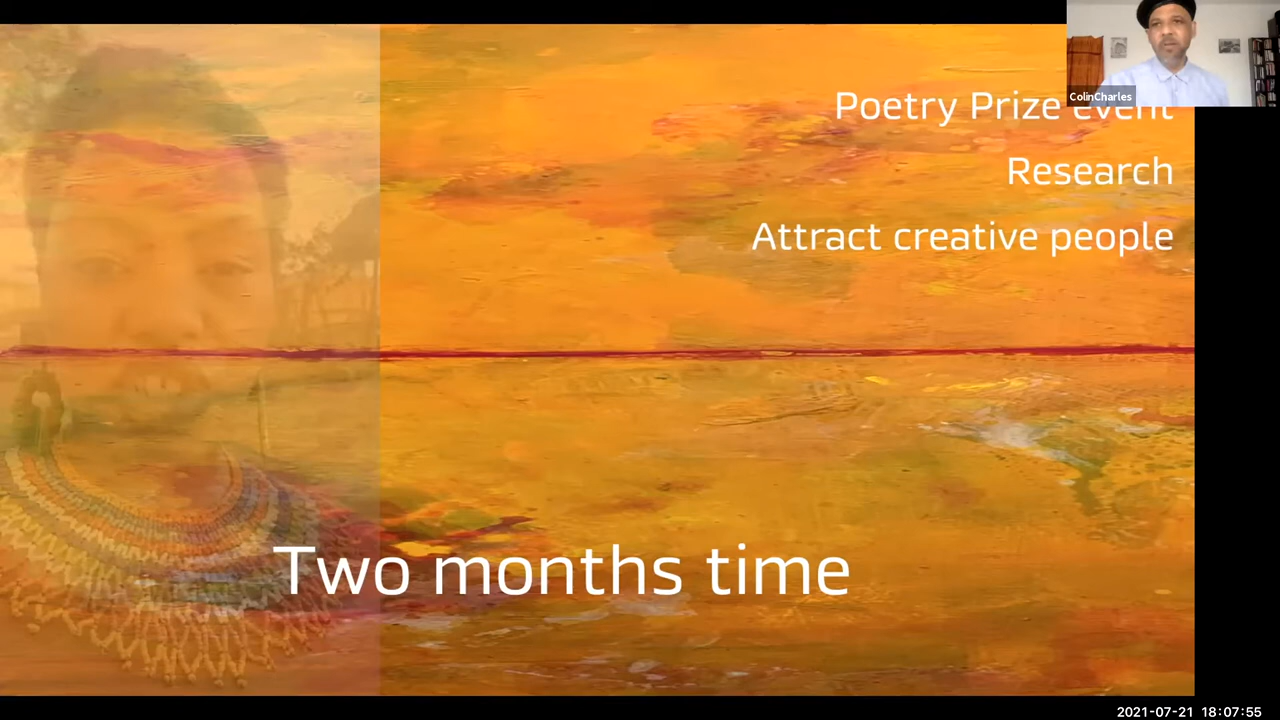 ColinCharles
Poetry Prize event
Research
Attract creative people
Two months time
2021-07-21 18:07:55